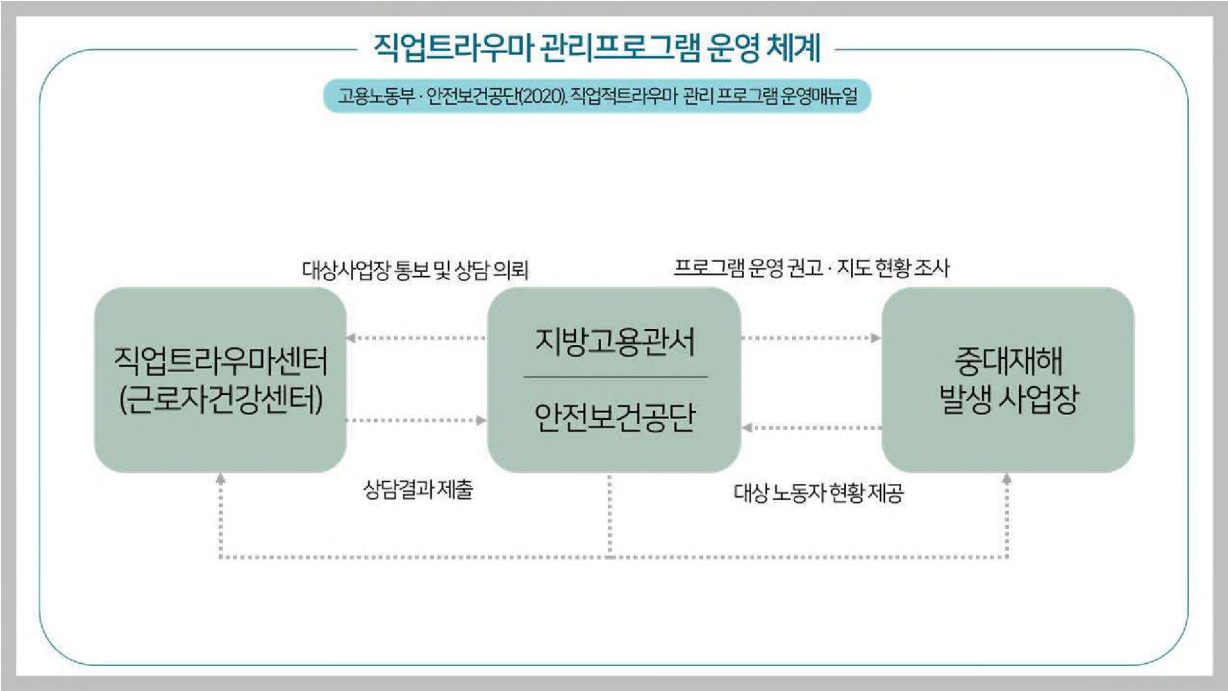 직업트라우마 관리프로그램 운영 체계
고용노동부 · 안전보건공단(2020). 직업적트라우마 관리 프로그램 운영매뉴얼
대상사업장 통보 및 상담 의뢰
프로그램 운영 권고 · 지도 현황 조사
직업트라우마센터
(근로자건강센터)
지방고용관서
안전보건공단
중대재해
발생 사업장
상담결과 제출
대상 노동자 현황 제공